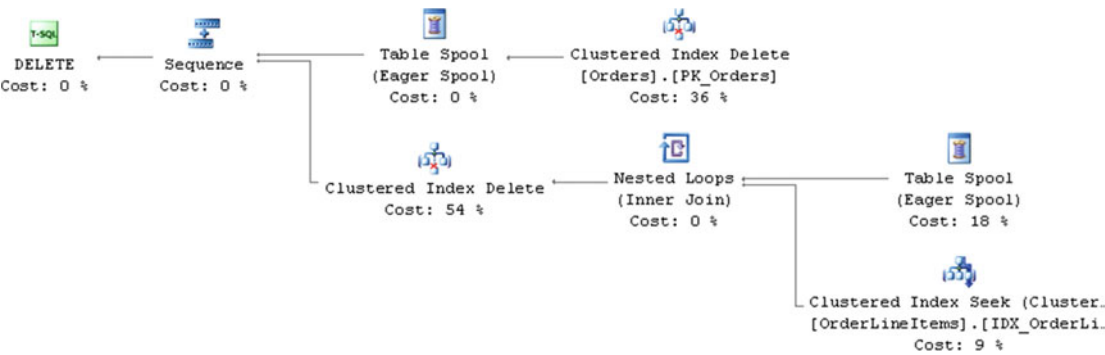 T-SQL
DELETE
Cost: 0 %
Sequence
Cost: 0 %
Table Spool
(Eager Spool)
Cost: 0 %
Clustered Index Delete
[Orders].[PK_Orders]
Cost: 36 %
Clustered Index Delete
Cost: 54 %
Nested Loops
(Inner Join)
Cost: 0 %
Table Spool
(Eager Spool)
Cost: 18 %
Clustered Index Seek (Cluster…
[OrderLineItems].[IDX_OrderLi…
Cost: 9 %